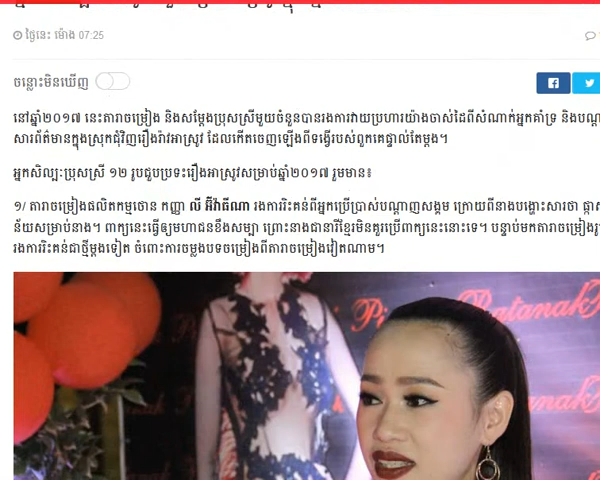 ថ្ងៃនេះ ម៉ោង 07:25
ចន្លោះមិនឃើញ
នៅឆ្នាំ២០១៧ នេះតារាចម្រៀង និងសម្តែងប្រុសស្រីមួយចំនួនបានរងការវាយប្រហារយ៉ាងចាស់ដៃពីសំណាក់អ្នកគាំទ្រ និងបណ្ដ
សារព័ត៌មានក្នុងស្រុកជុំវិញរឿងរ៉ាវអាស្រូវ ដែលកើតចេញឡើងពីទង្វើរបស់ពួកគេផ្ទាល់តែម្តង។
អ្នកសិល្បៈប្រុសស្រី ១២ រូបជួបប្រទះរឿងអាស្រូវសម្រាប់ឆ្នាំ២០១៧ រួមមាន៖
១/ តារាចម្រៀងផលិតកម្មថោន កញ្ញា លី អ៊ីវ៉ាធីណា រងការរិះគន់ពីអ្នកប្រើប្រាស់បណ្តាញសង្គម ក្រោយពីនាងបង្ហោះសារថា ផ្កាស
ន័យសម្រាប់នាង។ ពាក្យនេះធ្វើឲ្យមហាជនខឹងសម្បា ព្រោះនាងជានារីខ្មែរមិនគួរប្រើពាក្យនេះនោះទេ។ បន្ទាប់មកតារាចម្រៀងរូ
រងការរិះគន់ជាថ្មីម្តងទៀត ចំពោះការចម្លងបទចម្រៀងពីតារាចម្រៀងវៀតណាម។
Ratanak
Ratanak